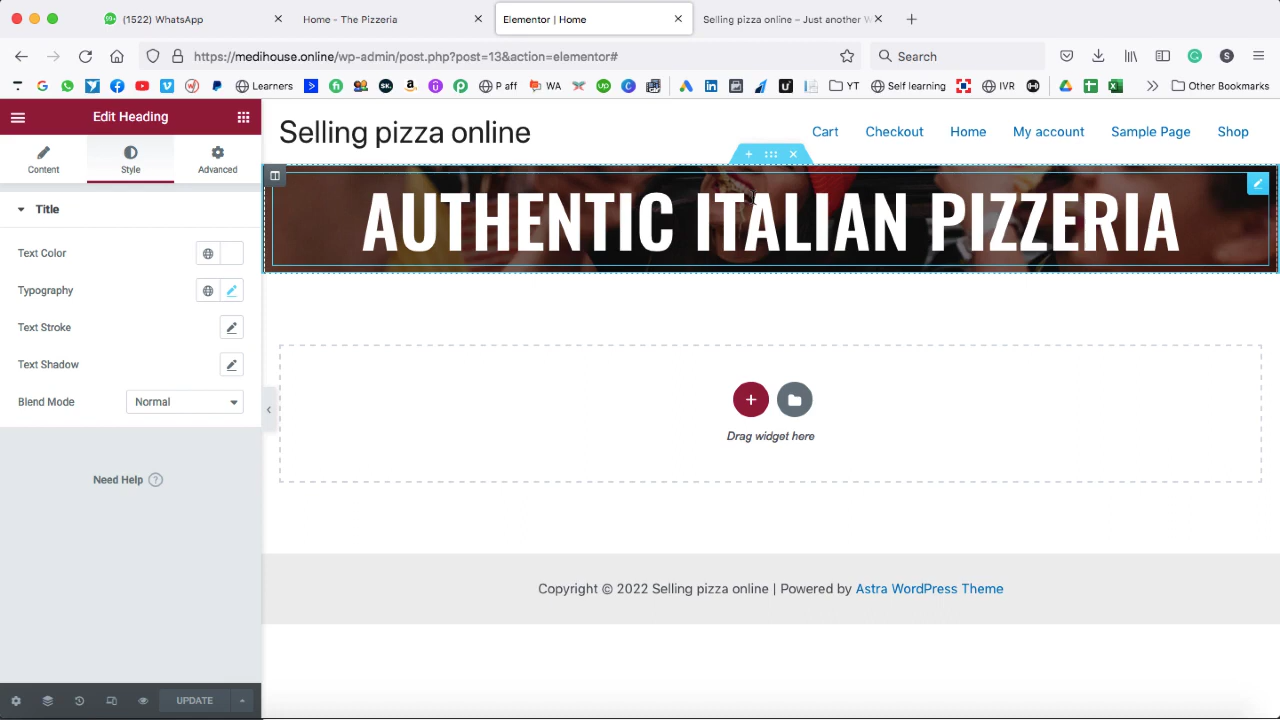 99+
(1522) WhatsApp
Home - The Pizzeria
Elementor | Home
Selling pizza online – Just another W
https://medihouse.online/wp-admin/post.php?post=13&action=elementor#
Search
S
Learners
P aff
WA
YT
Self learning
IVR
Other Bookmarks
Edit Heading
Content
Style
Advanced
Title
Text Color
Typography
Text Stroke
Text Shadow
Blend Mode
Normal
Need Help
UPDATE
Selling pizza online
Cart
Checkout
Home
My account
Sample Page
Shop
AUTHENTIC ITALIAN PIZZERIA
Drag widget here
Copyright © 2022 Selling pizza online | Powered by Astra WordPress Theme